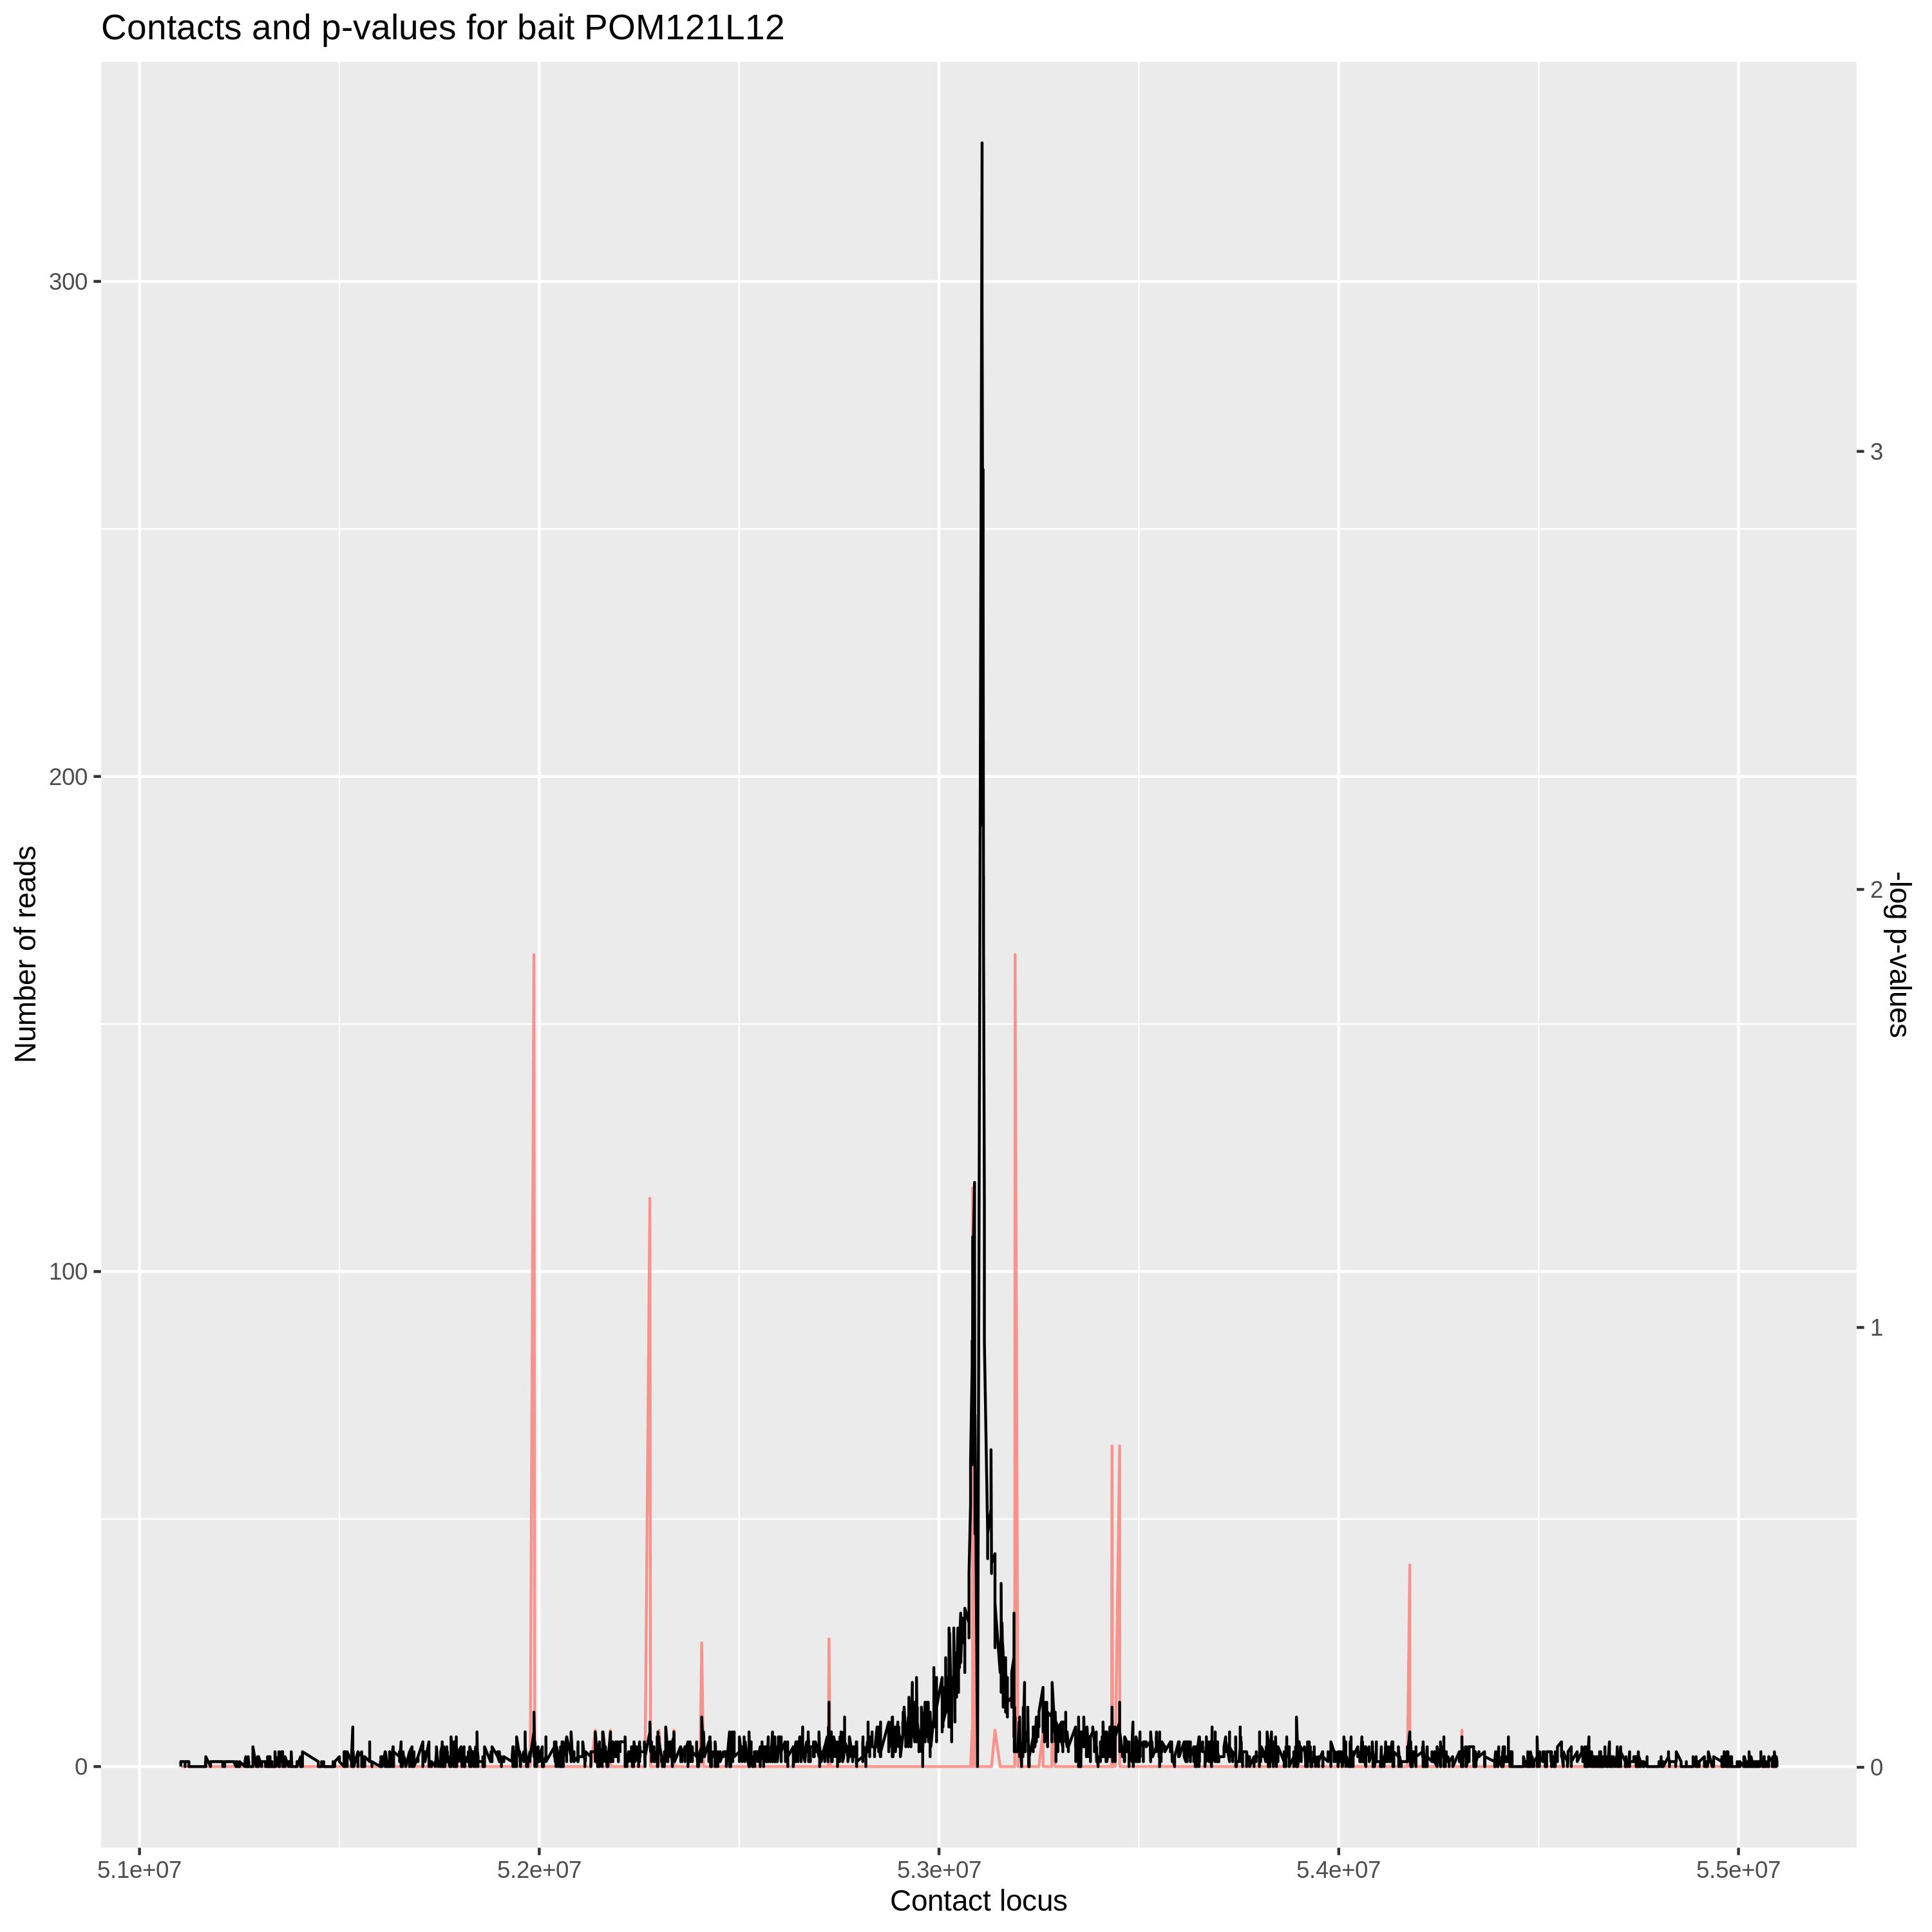 Contacts and p-values for bait POM121L12
300
200
100
0
Number of reads
3
2
1
0
-log p-values
5.1e+07 5.2e+07 5.3e+07 5.4e+07 5.5e+07
Contact locus